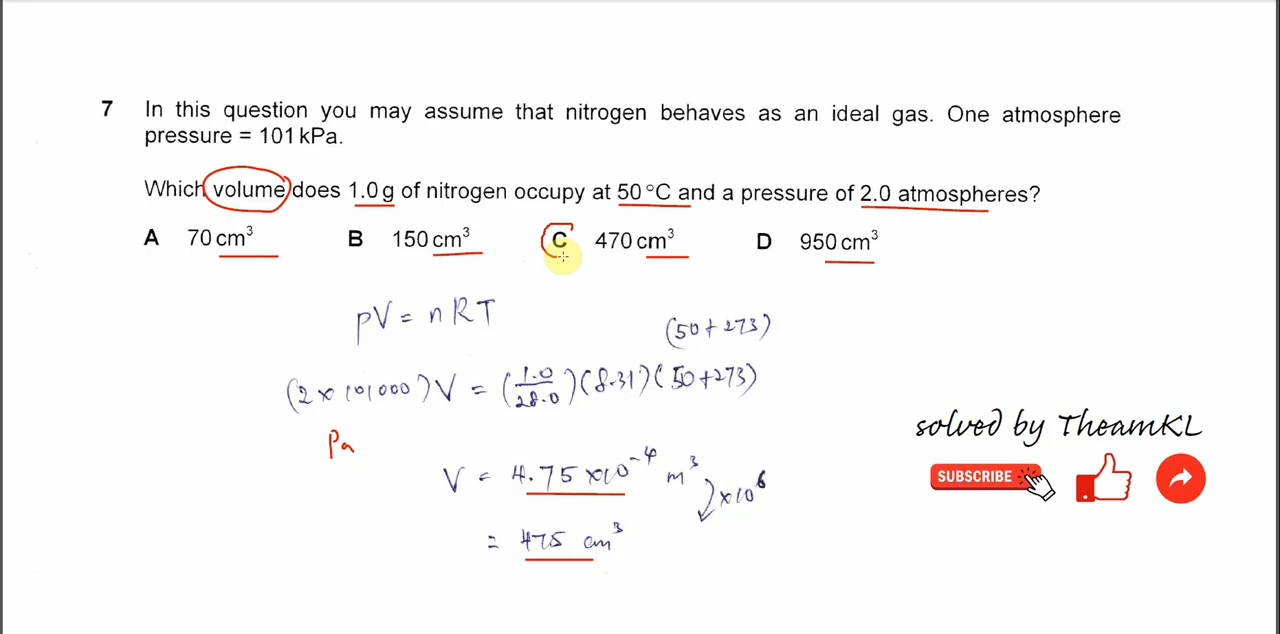 7 In this question you may assume that nitrogen behaves as an ideal gas. One atmosphere
pressure = 101 kPa.
Which volume does 1.0 g of nitrogen occupy at 50 °C and a pressure of 2.0 atmospheres?
A 70 cm³ B 150 cm³ C 470 cm³ D 950 cm³
pV = nRT
(50+273)
(2 × 101000) V = (1.0/28.0)(8.31)(50+273)
Pa
V = 4.75 × 10⁻⁴ m³
× 10⁶
= 475 cm³
solved by TheamKL
SUBSCRIBE